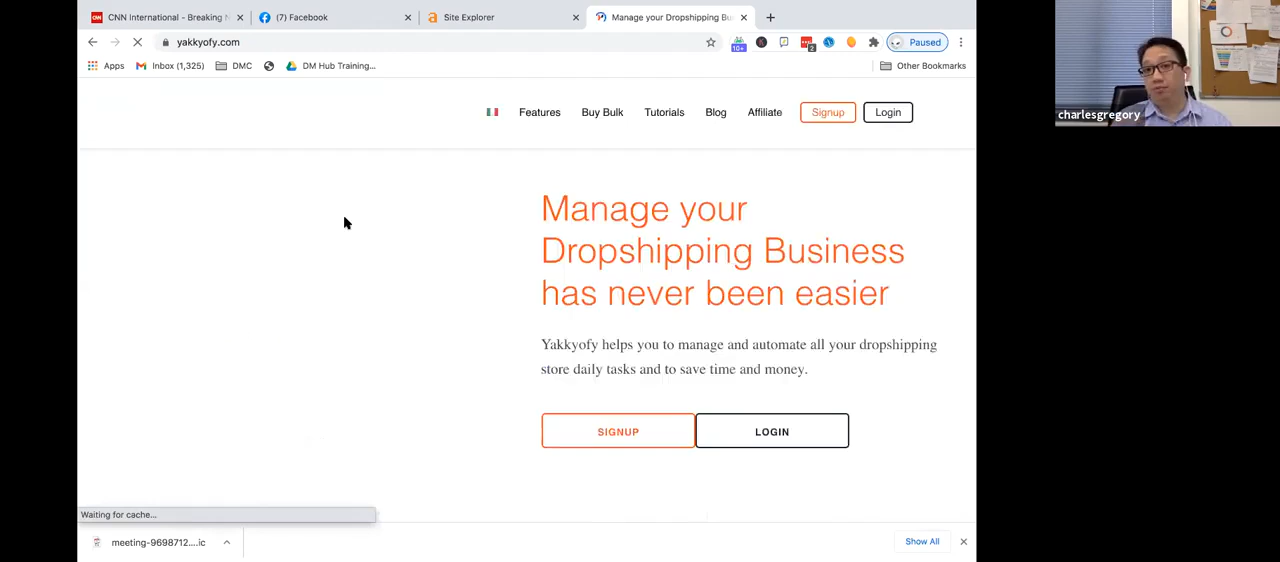 CNN International - Breaking N
(7) Facebook
Site Explorer
Manage your Dropshipping Bu
yakkyofy.com
10+
2
Paused
Apps
Inbox (1,325)
DMC
DM Hub Training...
Other Bookmarks
Features
Buy Bulk
Tutorials
Blog
Affiliate
Signup
Login
charlesgregory
Manage your
Dropshipping Business
has never been easier
Yakkyofy helps you to manage and automate all your dropshipping
store daily tasks and to save time and money.
SIGNUP
LOGIN
Waiting for cache...
meeting-9698712....ic
Show All